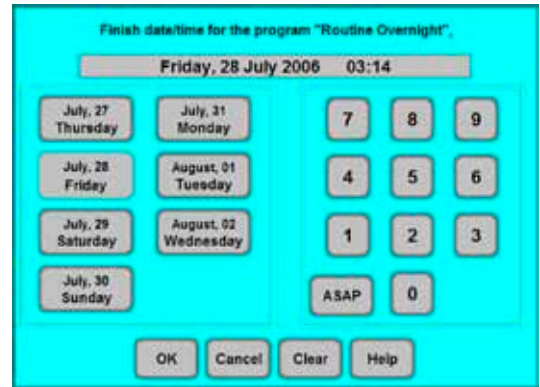 Finish date/time for the program "Routine Overnight",
Friday, 28 July 2006 03:14
July, 27
Thursday
July, 31
Monday
July, 28
Friday
August, 01
Tuesday
July, 29
Saturday
August, 02
Wednesday
July, 30
Sunday
7 8 9
4 5 6
1 2 3
ASAP 0
OK Cancel Clear Help